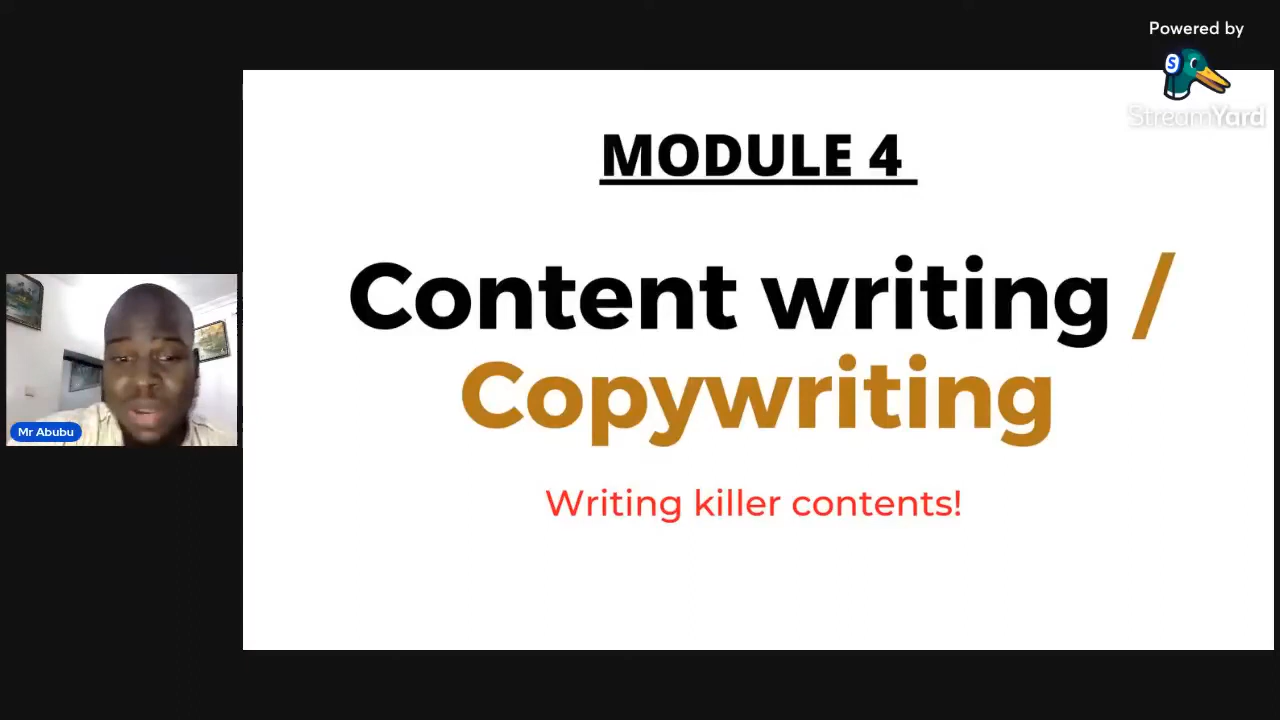 Powered by
StreamYard
MODULE 4
Content writing /
Copywriting
Writing killer contents!
Mr Abubu